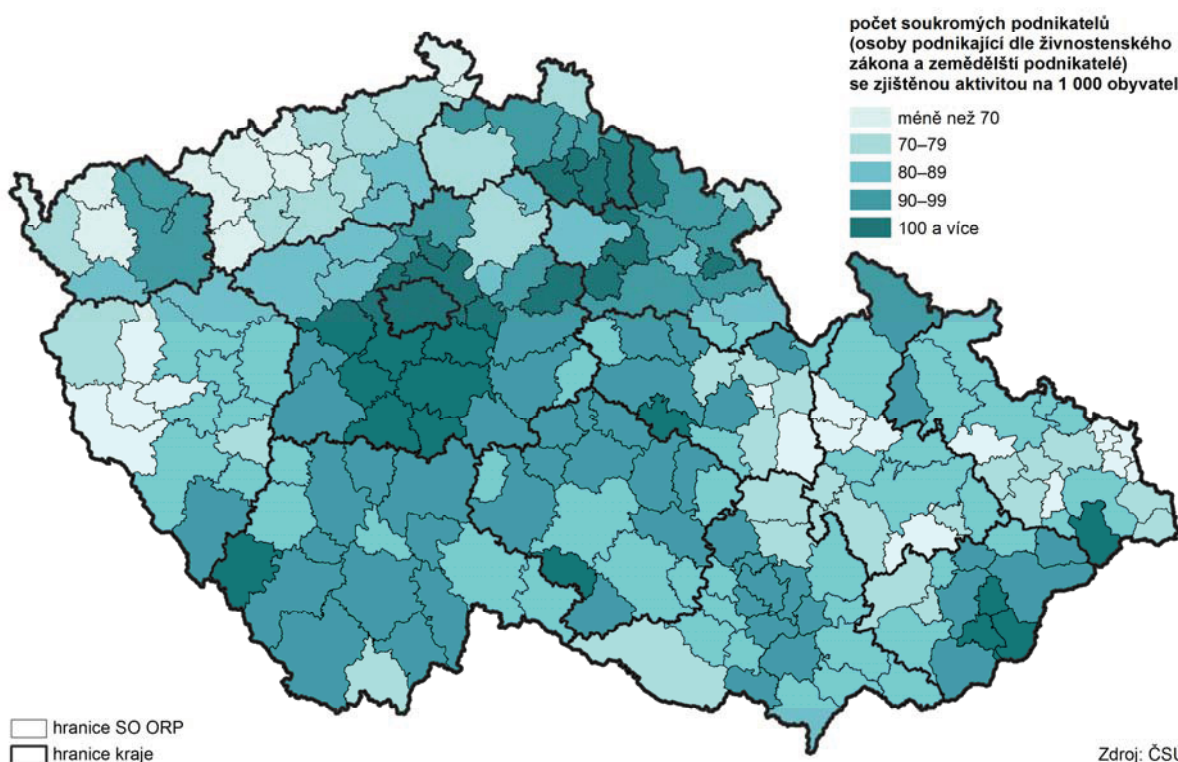 počet soukromých podnikatelů
(osoby podnikající dle živnostenského
zákona a zemědělští podnikatelé)
se zjištěnou aktivitou na 1 000 obyvatel
méně než 70
70–79
80–89
90–99
100 a více
hranice SO ORP
hranice kraje
Zdroj: ČSÚ